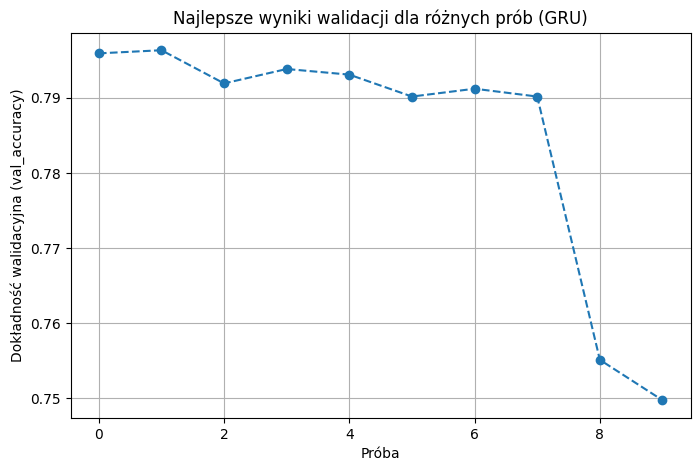 Najlepsze wyniki walidacji dla różnych prób (GRU)
Dokładność walidacyjna (val_accuracy)
0.79
0.78
0.77
0.76
0.75
0 2 4 6 8
Próba